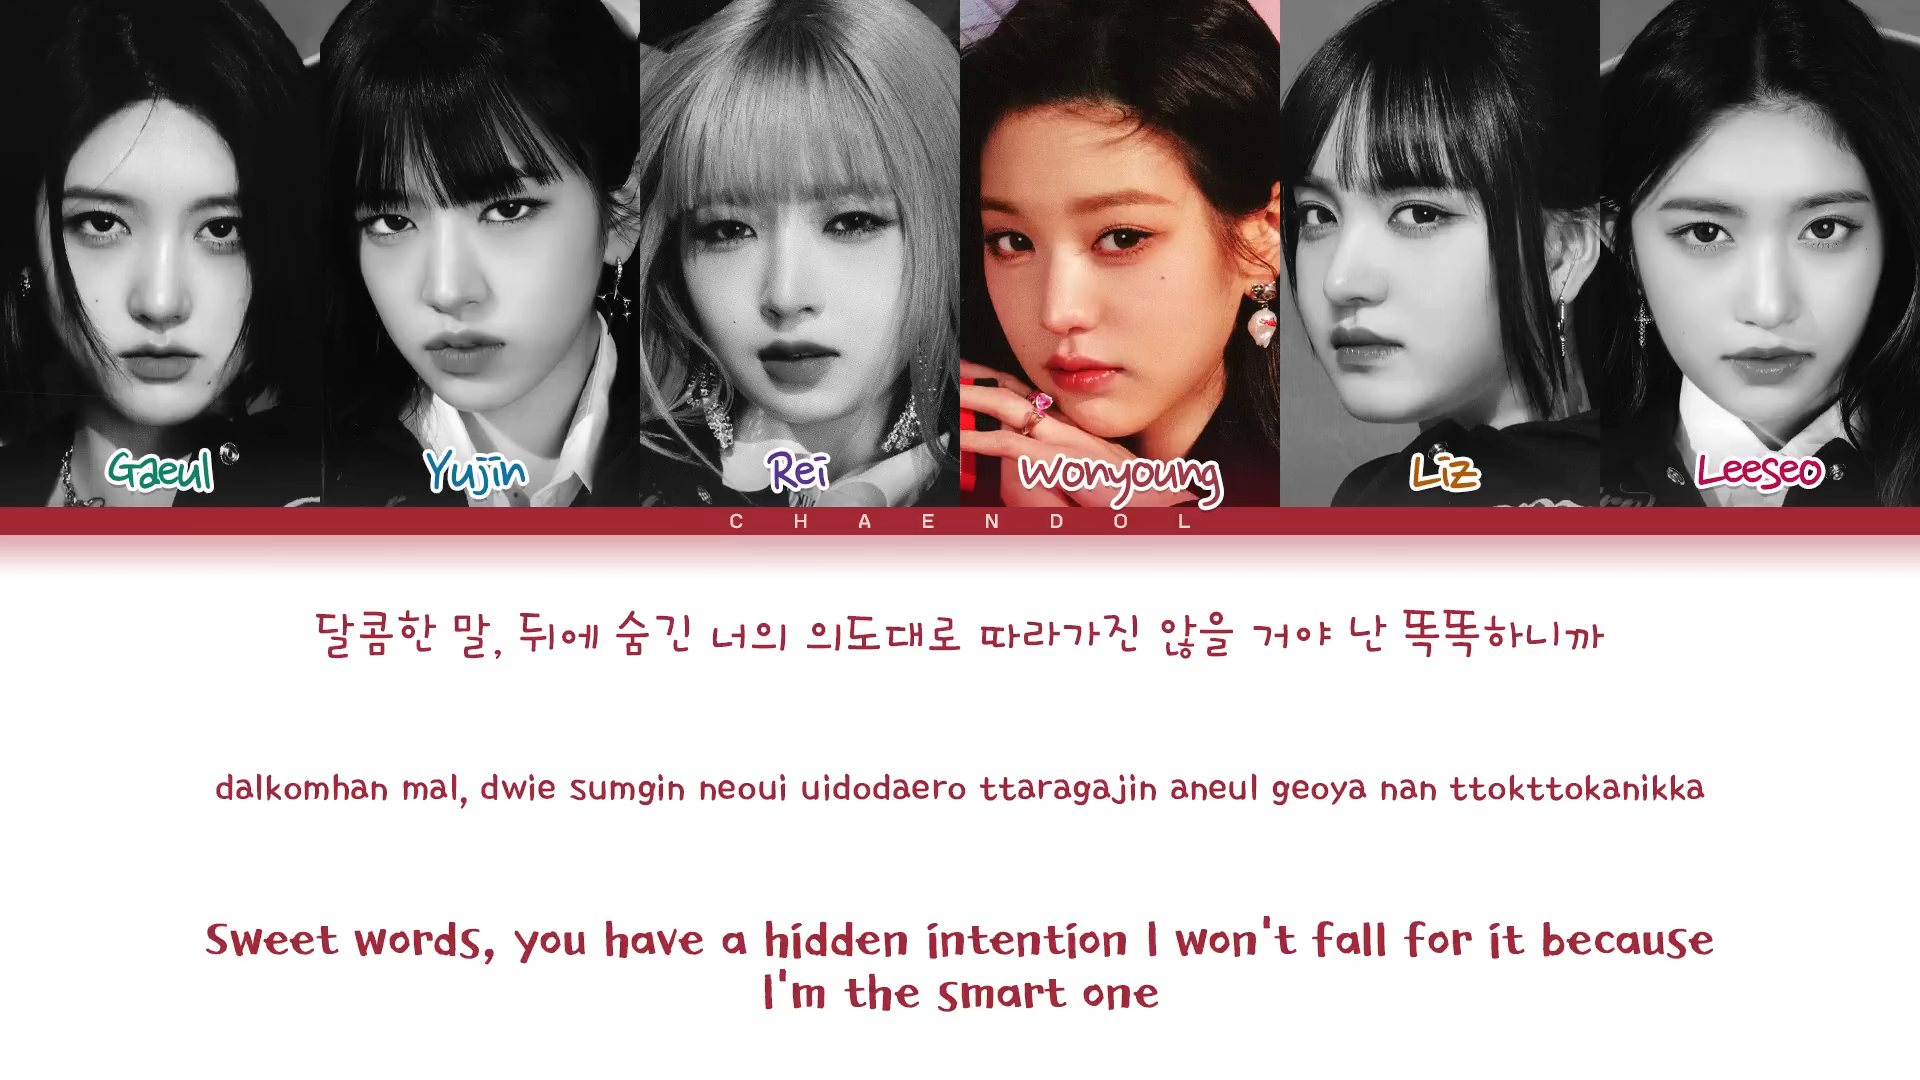 Gaeul Yujin Rei Wonyoung Liz Leeseo
CHAENDOL
달콤한 말, 뒤에 숨긴 너의 의도대로 따라가진 않을 거야 난 똑똑하니까
dalkomhan mal, dwie sumgin neoui uidodaero ttaragajin aneul geoya nan ttokttokanikka
Sweet words, you have a hidden intention I won't fall for it because
I'm the smart one